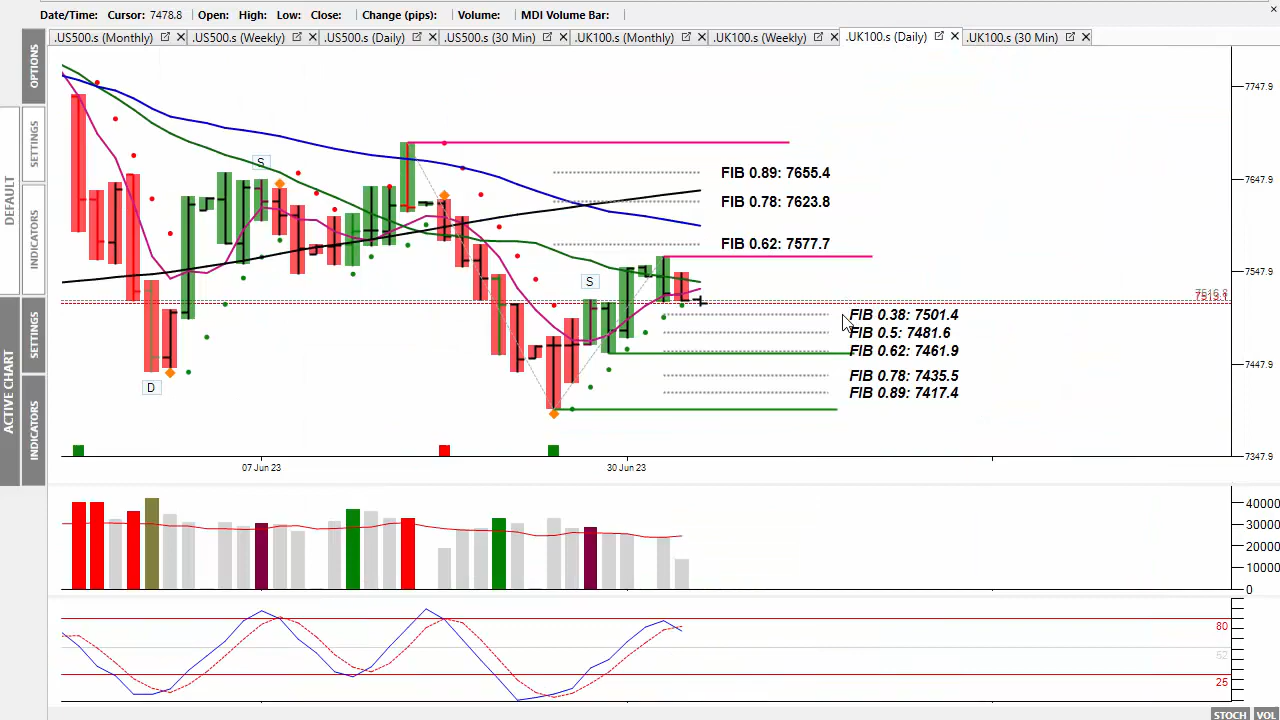 Date/Time: Cursor: 7478.8 Open: High: Low: Close: Change (pips): Volume: MDI Volume Bar:
.US500.s (Monthly) .US500.s (Weekly) .US500.s (Daily) .US500.s (30 Min) .UK100.s (Monthly) .UK100.s (Weekly) .UK100.s (Daily) .UK100.s (30 Min)
OPTIONS
DEFAULT
SETTINGS
INDICATORS
ACTIVE CHART
SETTINGS
INDICATORS
7747.9
S
FIB 0.89: 7655.4
7647.9
FIB 0.78: 7623.8
FIB 0.62: 7577.7
7547.9
S
7519.1
FIB 0.38: 7501.4
FIB 0.5: 7481.6
FIB 0.62: 7461.9
7447.9
FIB 0.78: 7435.5
D
FIB 0.89: 7417.4
7347.9
07 Jun 23
30 Jun 23
40000
30000
20000
10000
0
80
52
25
STOCH VOL